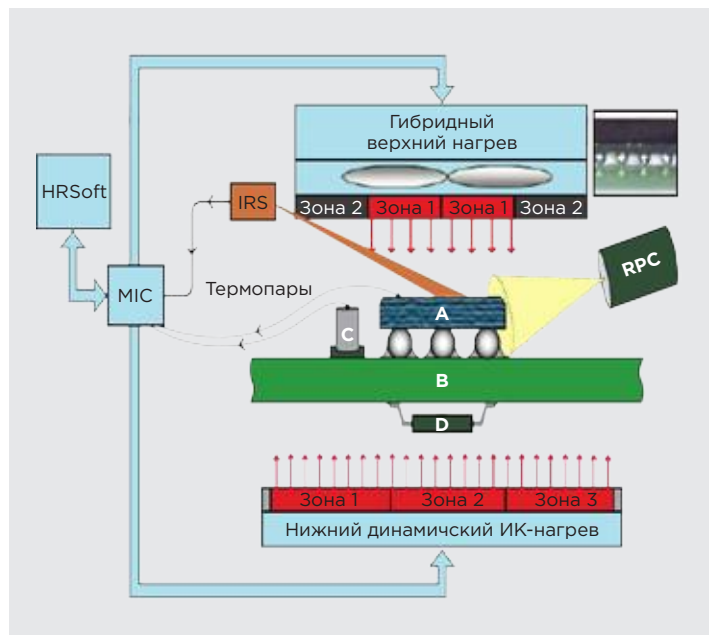 Гибридный
верхний нагрев
HRSoft
IRS
Зона 2 Зона 1 Зона 1 Зона 2
RPC
MIC
Термопары
A
C
B
D
Зона 1 Зона 2 Зона 3
Нижний динамичский ИК-нагрев